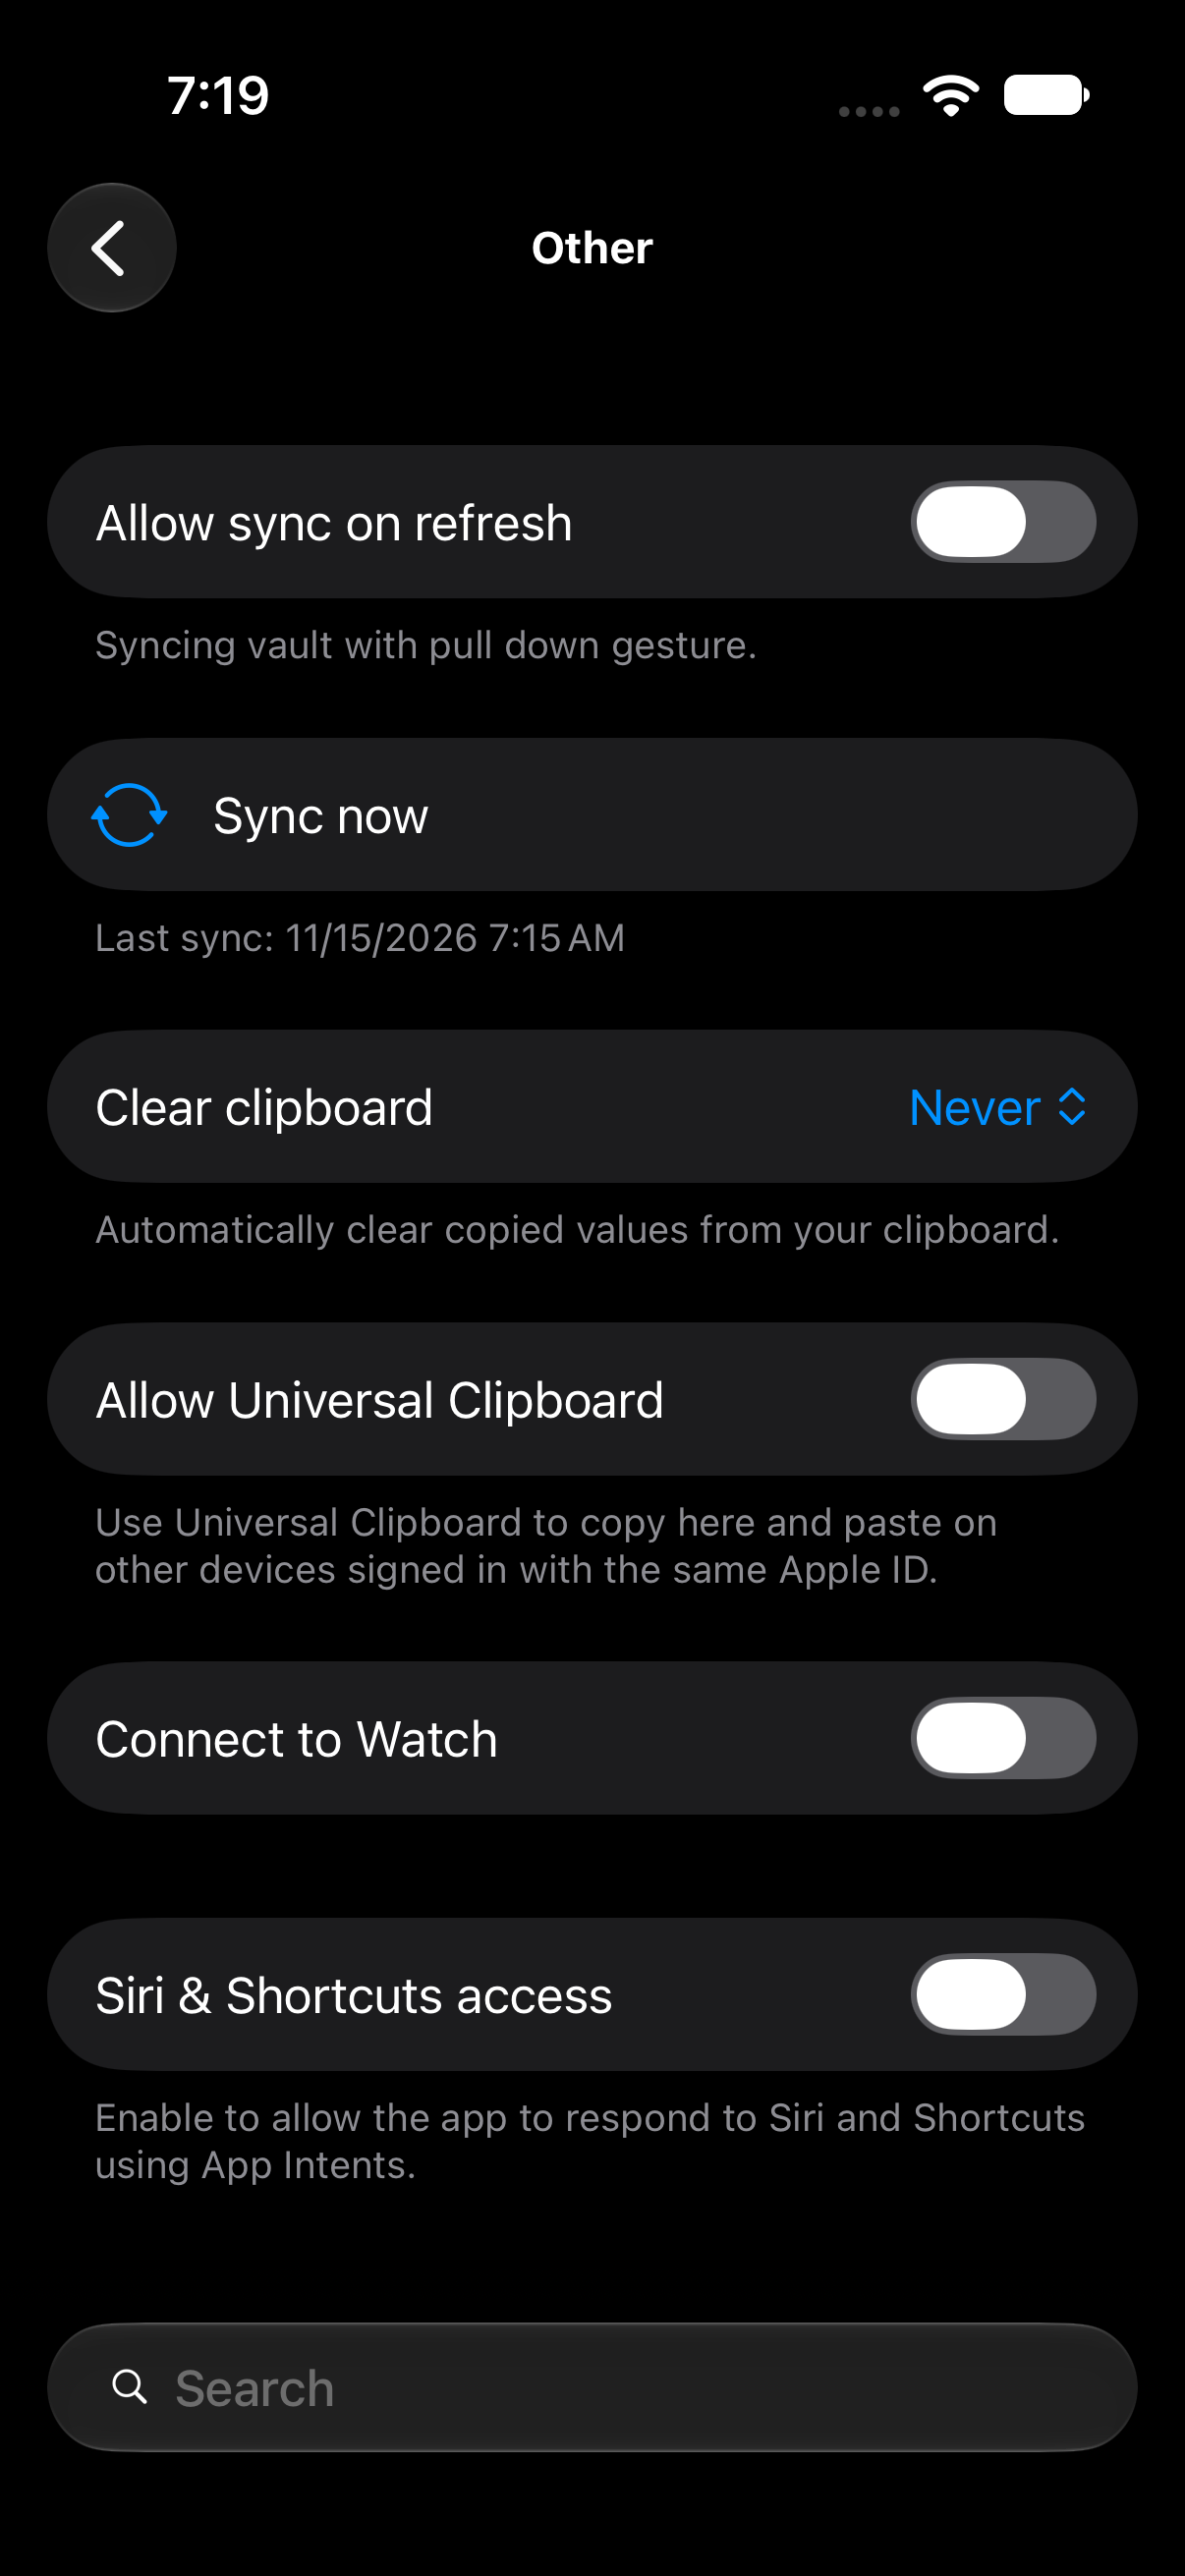 7:19
Other
Allow sync on refresh
Syncing vault with pull down gesture.
Sync now
Last sync: 11/15/2026 7:15 AM
Clear clipboard
Never
Automatically clear copied values from your clipboard.
Allow Universal Clipboard
Use Universal Clipboard to copy here and paste on
other devices signed in with the same Apple ID.
Connect to Watch
Siri & Shortcuts access
Enable to allow the app to respond to Siri and Shortcuts
using App Intents.
Search